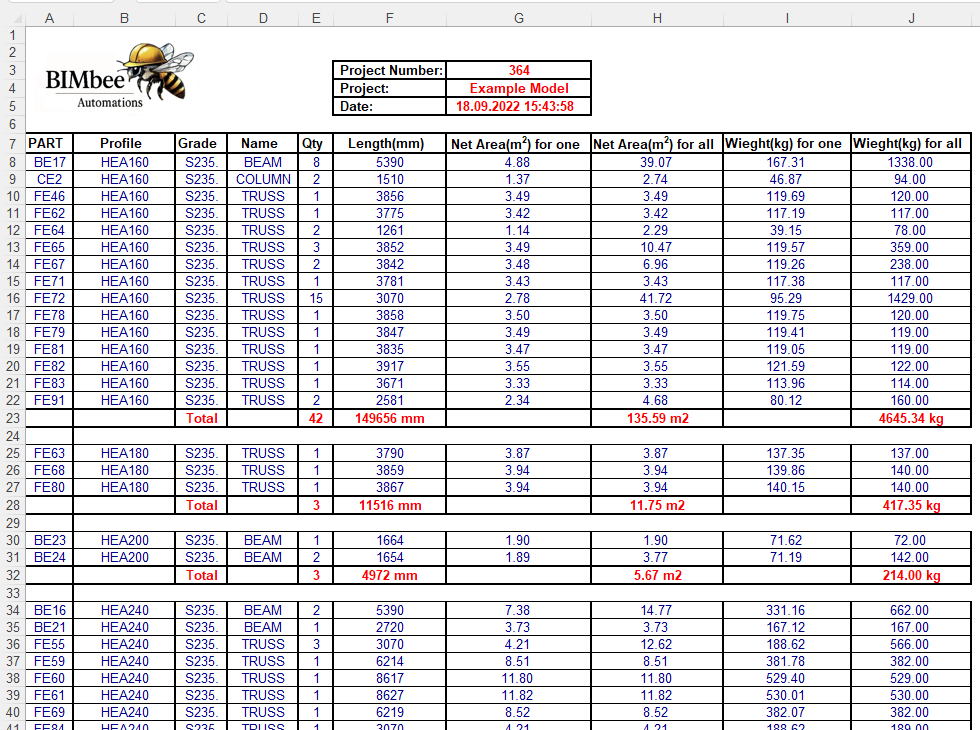 A B C D E F G H I J
1
2
3 Project Number: 364
BIMbee
4 Project: Example Model
Automations
5 Date: 18.09.2022 15:43:58
6
7 PART Profile Grade Name Qty Length(mm) Net Area(m²) for one Net Area(m²) for all Wieght(kg) for one Wieght(kg) for all
8 BE17 HEA160 S235. BEAM 8 5390 4.88 39.07 167.31 1338.00
9 CE2 HEA160 S235. COLUMN 2 1510 1.37 2.74 46.87 94.00
10 FE46 HEA160 S235. TRUSS 1 3856 3.49 3.49 119.69 120.00
11 FE62 HEA160 S235. TRUSS 1 3775 3.42 3.42 117.19 117.00
12 FE64 HEA160 S235. TRUSS 2 1261 1.14 2.29 39.15 78.00
13 FE65 HEA160 S235. TRUSS 3 3852 3.49 10.47 119.57 359.00
14 FE67 HEA160 S235. TRUSS 2 3842 3.48 6.96 119.26 238.00
15 FE71 HEA160 S235. TRUSS 1 3781 3.43 3.43 117.38 117.00
16 FE72 HEA160 S235. TRUSS 15 3070 2.78 41.72 95.29 1429.00
17 FE78 HEA160 S235. TRUSS 1 3858 3.50 3.50 119.75 120.00
18 FE79 HEA160 S235. TRUSS 1 3847 3.49 3.49 119.41 119.00
19 FE81 HEA160 S235. TRUSS 1 3835 3.47 3.47 119.05 119.00
20 FE82 HEA160 S235. TRUSS 1 3917 3.55 3.55 121.59 122.00
21 FE83 HEA160 S235. TRUSS 1 3671 3.33 3.33 113.96 114.00
22 FE91 HEA160 S235. TRUSS 2 2581 2.34 4.68 80.12 160.00
23 Total 42 149656 mm 135.59 m2 4645.34 kg
24
25 FE63 HEA180 S235. TRUSS 1 3790 3.87 3.87 137.35 137.00
26 FE68 HEA180 S235. TRUSS 1 3859 3.94 3.94 139.86 140.00
27 FE80 HEA180 S235. TRUSS 1 3867 3.94 3.94 140.15 140.00
28 Total 3 11516 mm 11.75 m2 417.35 kg
29
30 BE23 HEA200 S235. BEAM 1 1664 1.90 1.90 71.62 72.00
31 BE24 HEA200 S235. BEAM 2 1654 1.89 3.77 71.19 142.00
32 Total 3 4972 mm 5.67 m2 214.00 kg
33
34 BE16 HEA240 S235. BEAM 2 5390 7.38 14.77 331.16 662.00
35 BE21 HEA240 S235. BEAM 1 2720 3.73 3.73 167.12 167.00
36 FE55 HEA240 S235. TRUSS 3 3070 4.21 12.62 188.62 566.00
37 FE59 HEA240 S235. TRUSS 1 6214 8.51 8.51 381.78 382.00
38 FE60 HEA240 S235. TRUSS 1 8617 11.80 11.80 529.40 529.00
39 FE61 HEA240 S235. TRUSS 1 8627 11.82 11.82 530.01 530.00
40 FE69 HEA240 S235. TRUSS 1 6219 8.52 8.52 382.07 382.00
41 FE84 HEA240 S235. TRUSS 1 3070 4.21 4.21 188.62 189.00